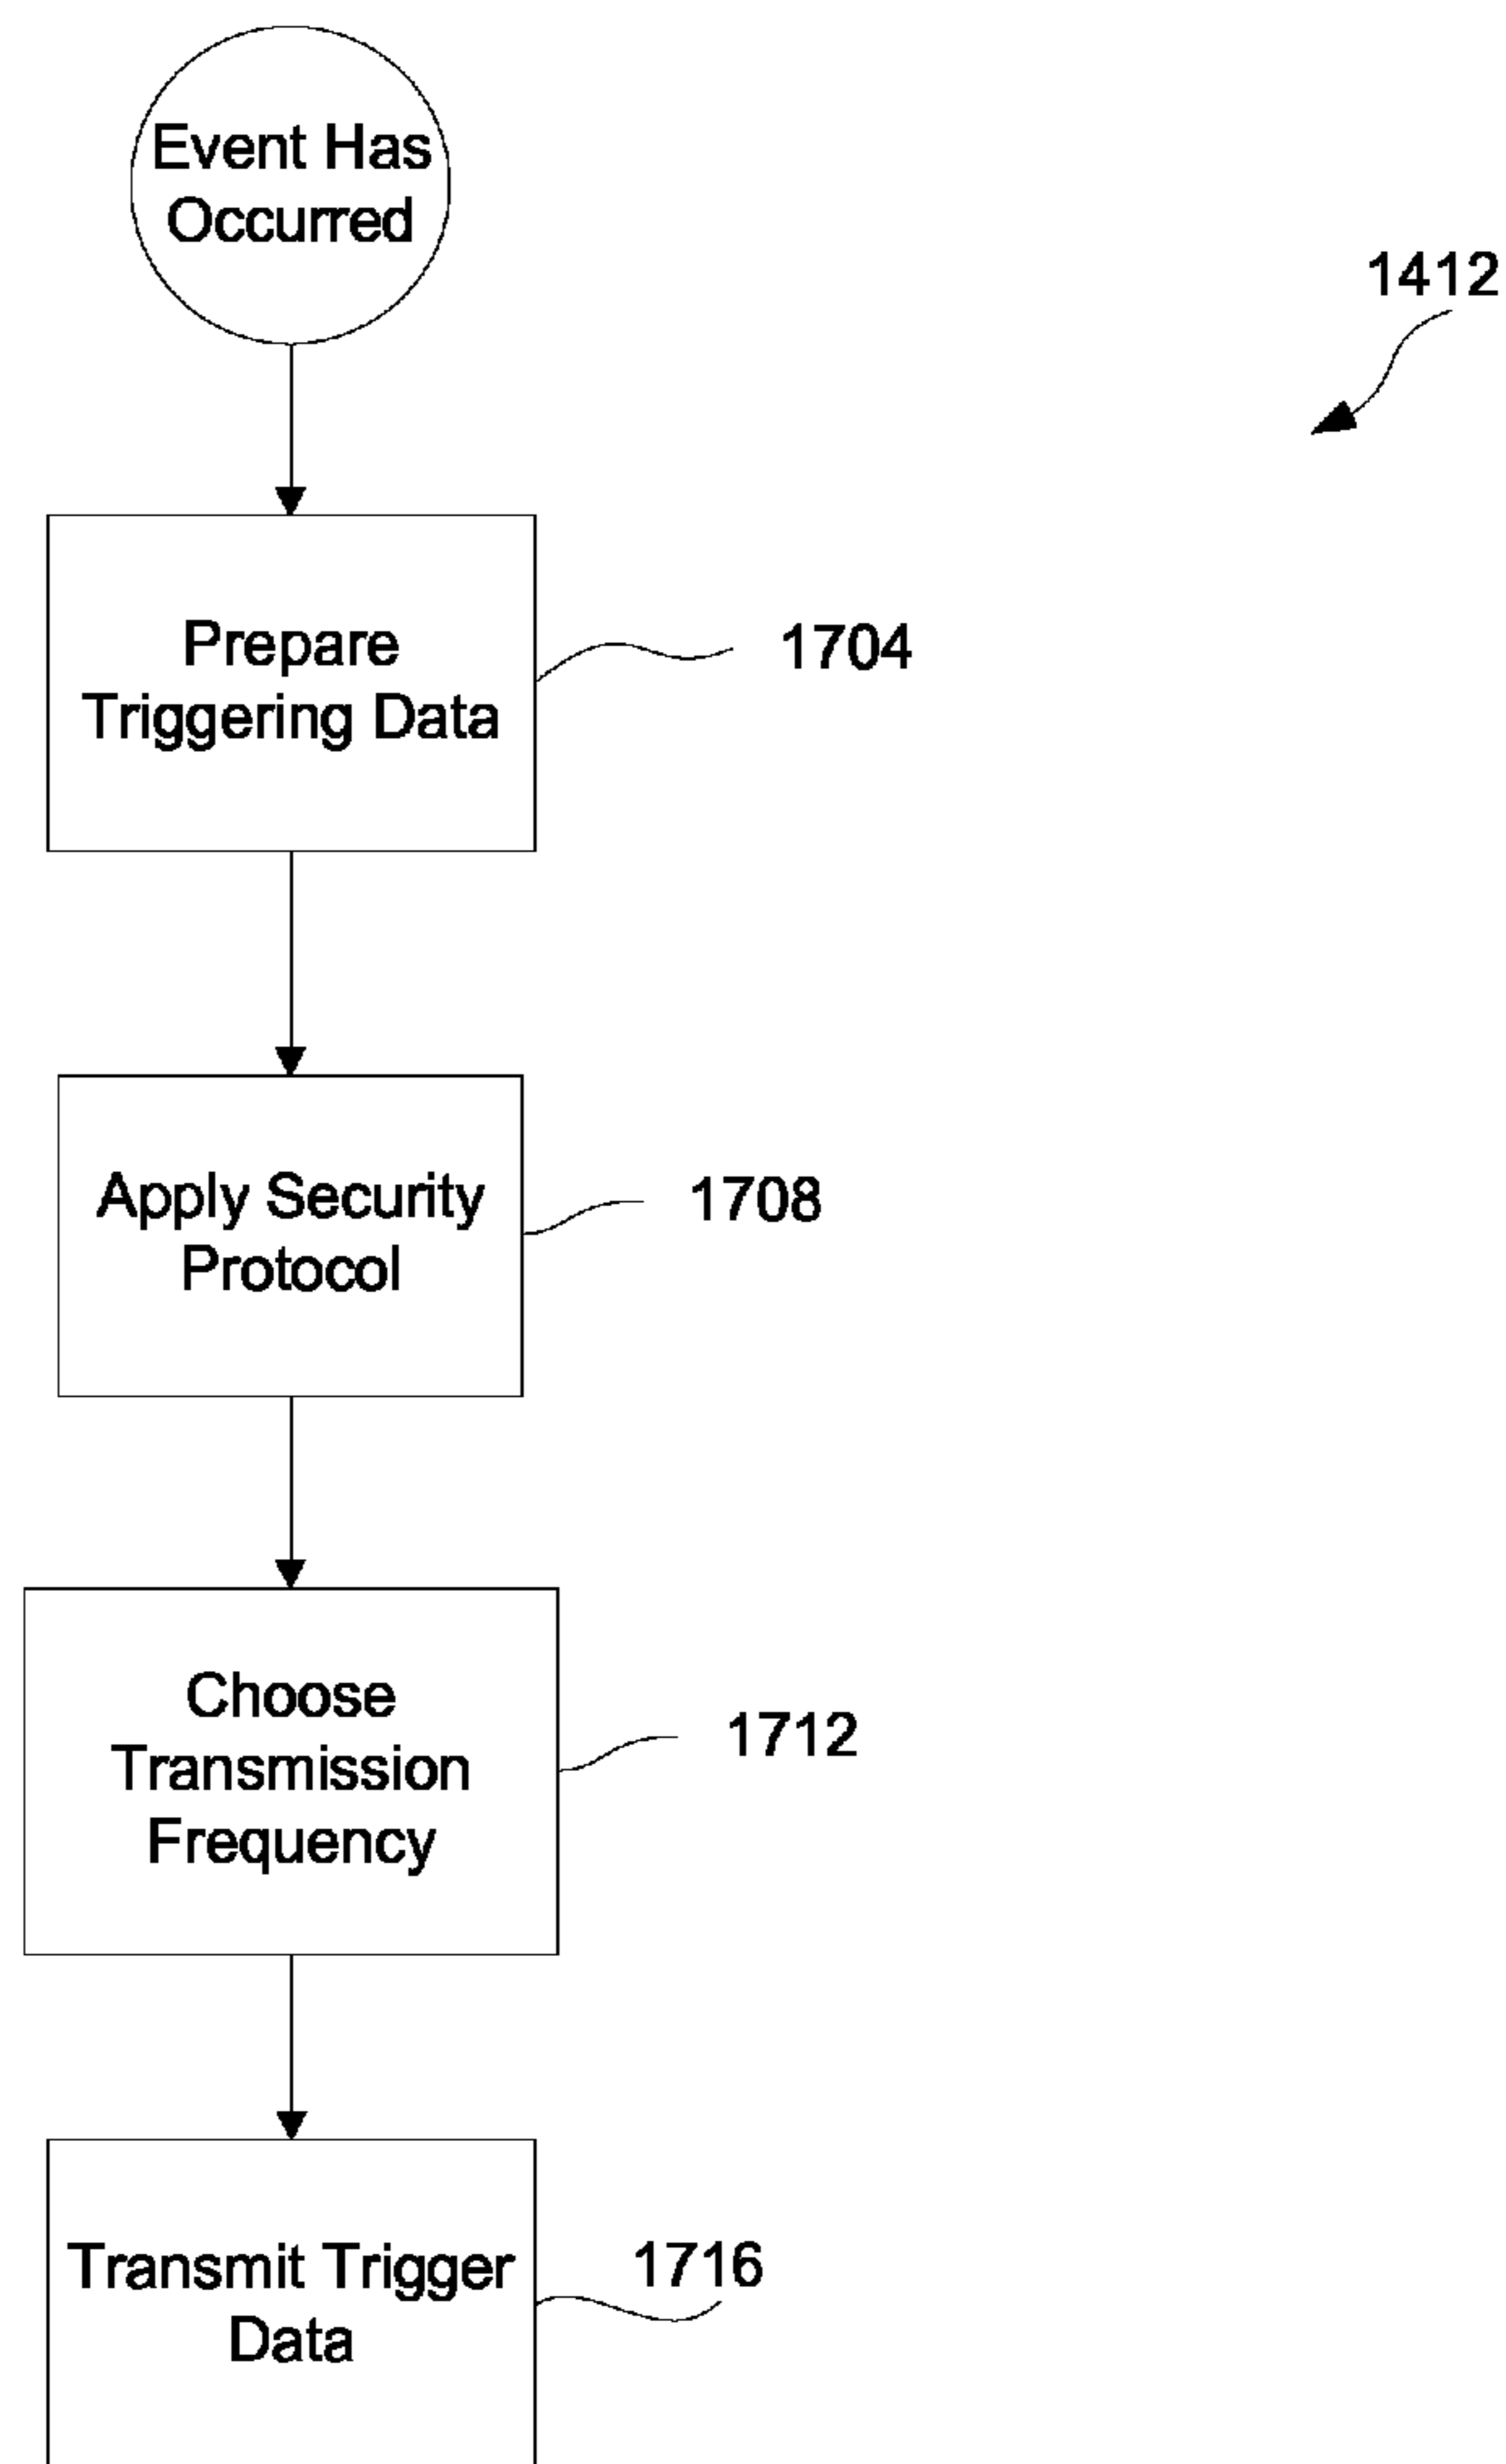 Event Has
Occurred
1412
Prepare
Triggering Data
1704
Apply Security
Protocol
1708
Choose
Transmission
Frequency
1712
Transmit Trigger
Data
1716